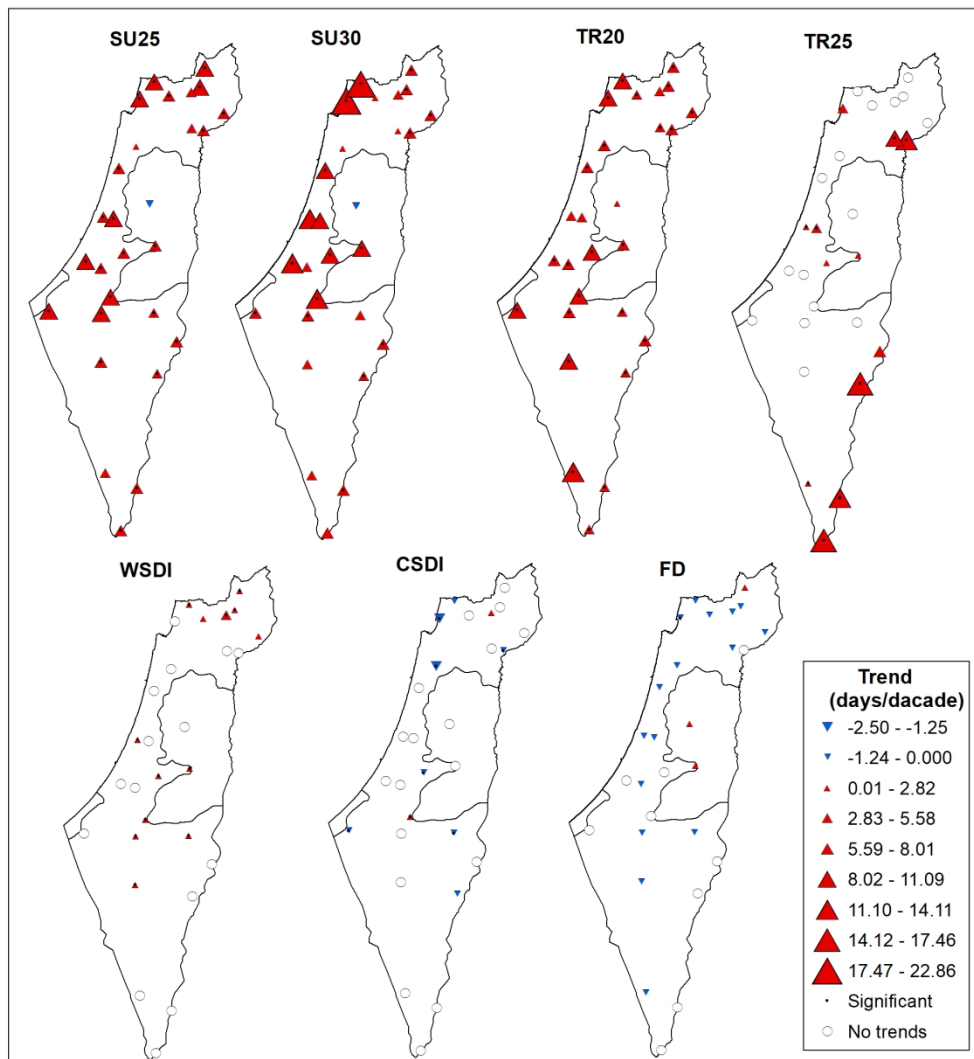 SU25
SU30
TR20
TR25
WSDI
CSDI
FD
Trend
(days/dacade)
-2.50 - -1.25
-1.24 - 0.000
0.01 - 2.82
2.83 - 5.58
5.59 - 8.01
8.02 - 11.09
11.10 - 14.11
14.12 - 17.46
17.47 - 22.86
Significant
No trends